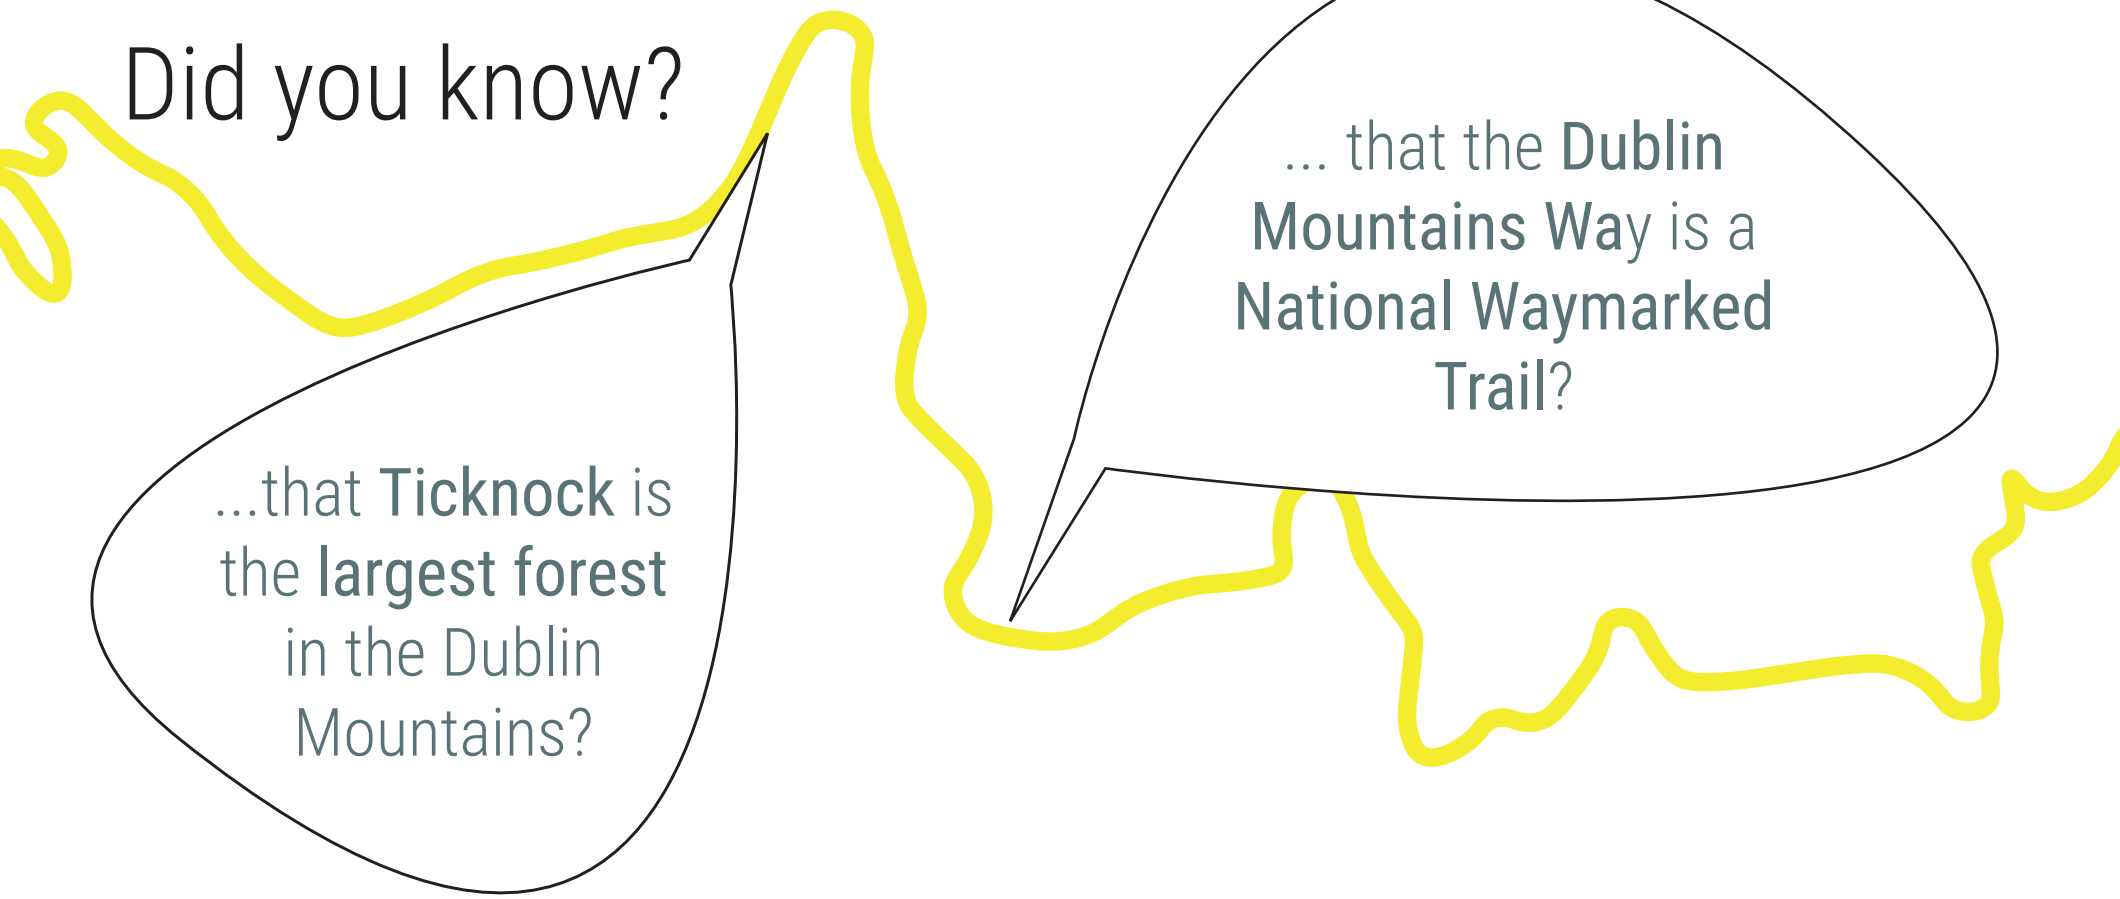 Did you know?
...that Ticknock is
the largest forest
in the Dublin
Mountains?
... that the Dublin
Mountains Way is a
National Waymarked
Trail?